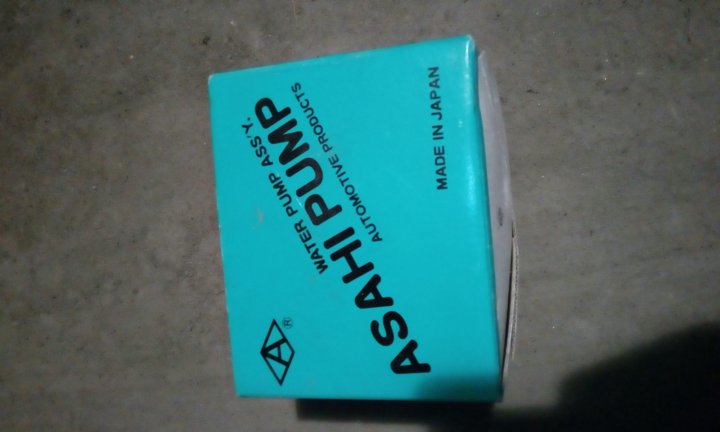 WATER PUMP ASS'Y.
ASAHI PUMP
AUTOMOTIVE PRODUCTS
MADE IN JAPAN
A ®